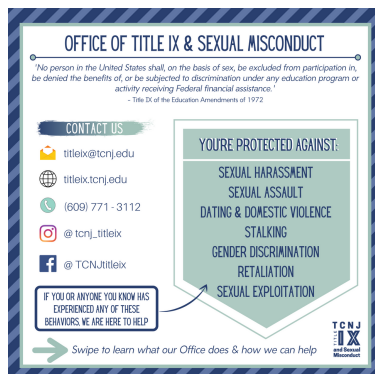 OFFICE OF TITLE IX & SEXUAL MISCONDUCT
'No person in the United States shall, on the basis of sex, be excluded from participation in,
be denied the benefits of, or be subjected to discrimination under any education program or
activity receiving Federal financial assistance.'
- Title IX of the Education Amendments of 1972
CONTACT US
titleix@tcnj.edu
titleix.tcnj.edu
(609) 771 - 3112
@ tcnj_titleix
@ TCNJtitleix
IF YOU OR ANYONE YOU KNOW HAS
EXPERIENCED ANY OF THESE
BEHAVIORS, WE ARE HERE TO HELP
YOU'RE PROTECTED AGAINST:
SEXUAL HARASSMENT
SEXUAL ASSAULT
DATING & DOMESTIC VIOLENCE
STALKING
GENDER DISCRIMINATION
RETALIATION
SEXUAL EXPLOITATION
Swipe to learn what our Office does & how we can help
TCNJ
TITLE IX
and Sexual
Misconduct